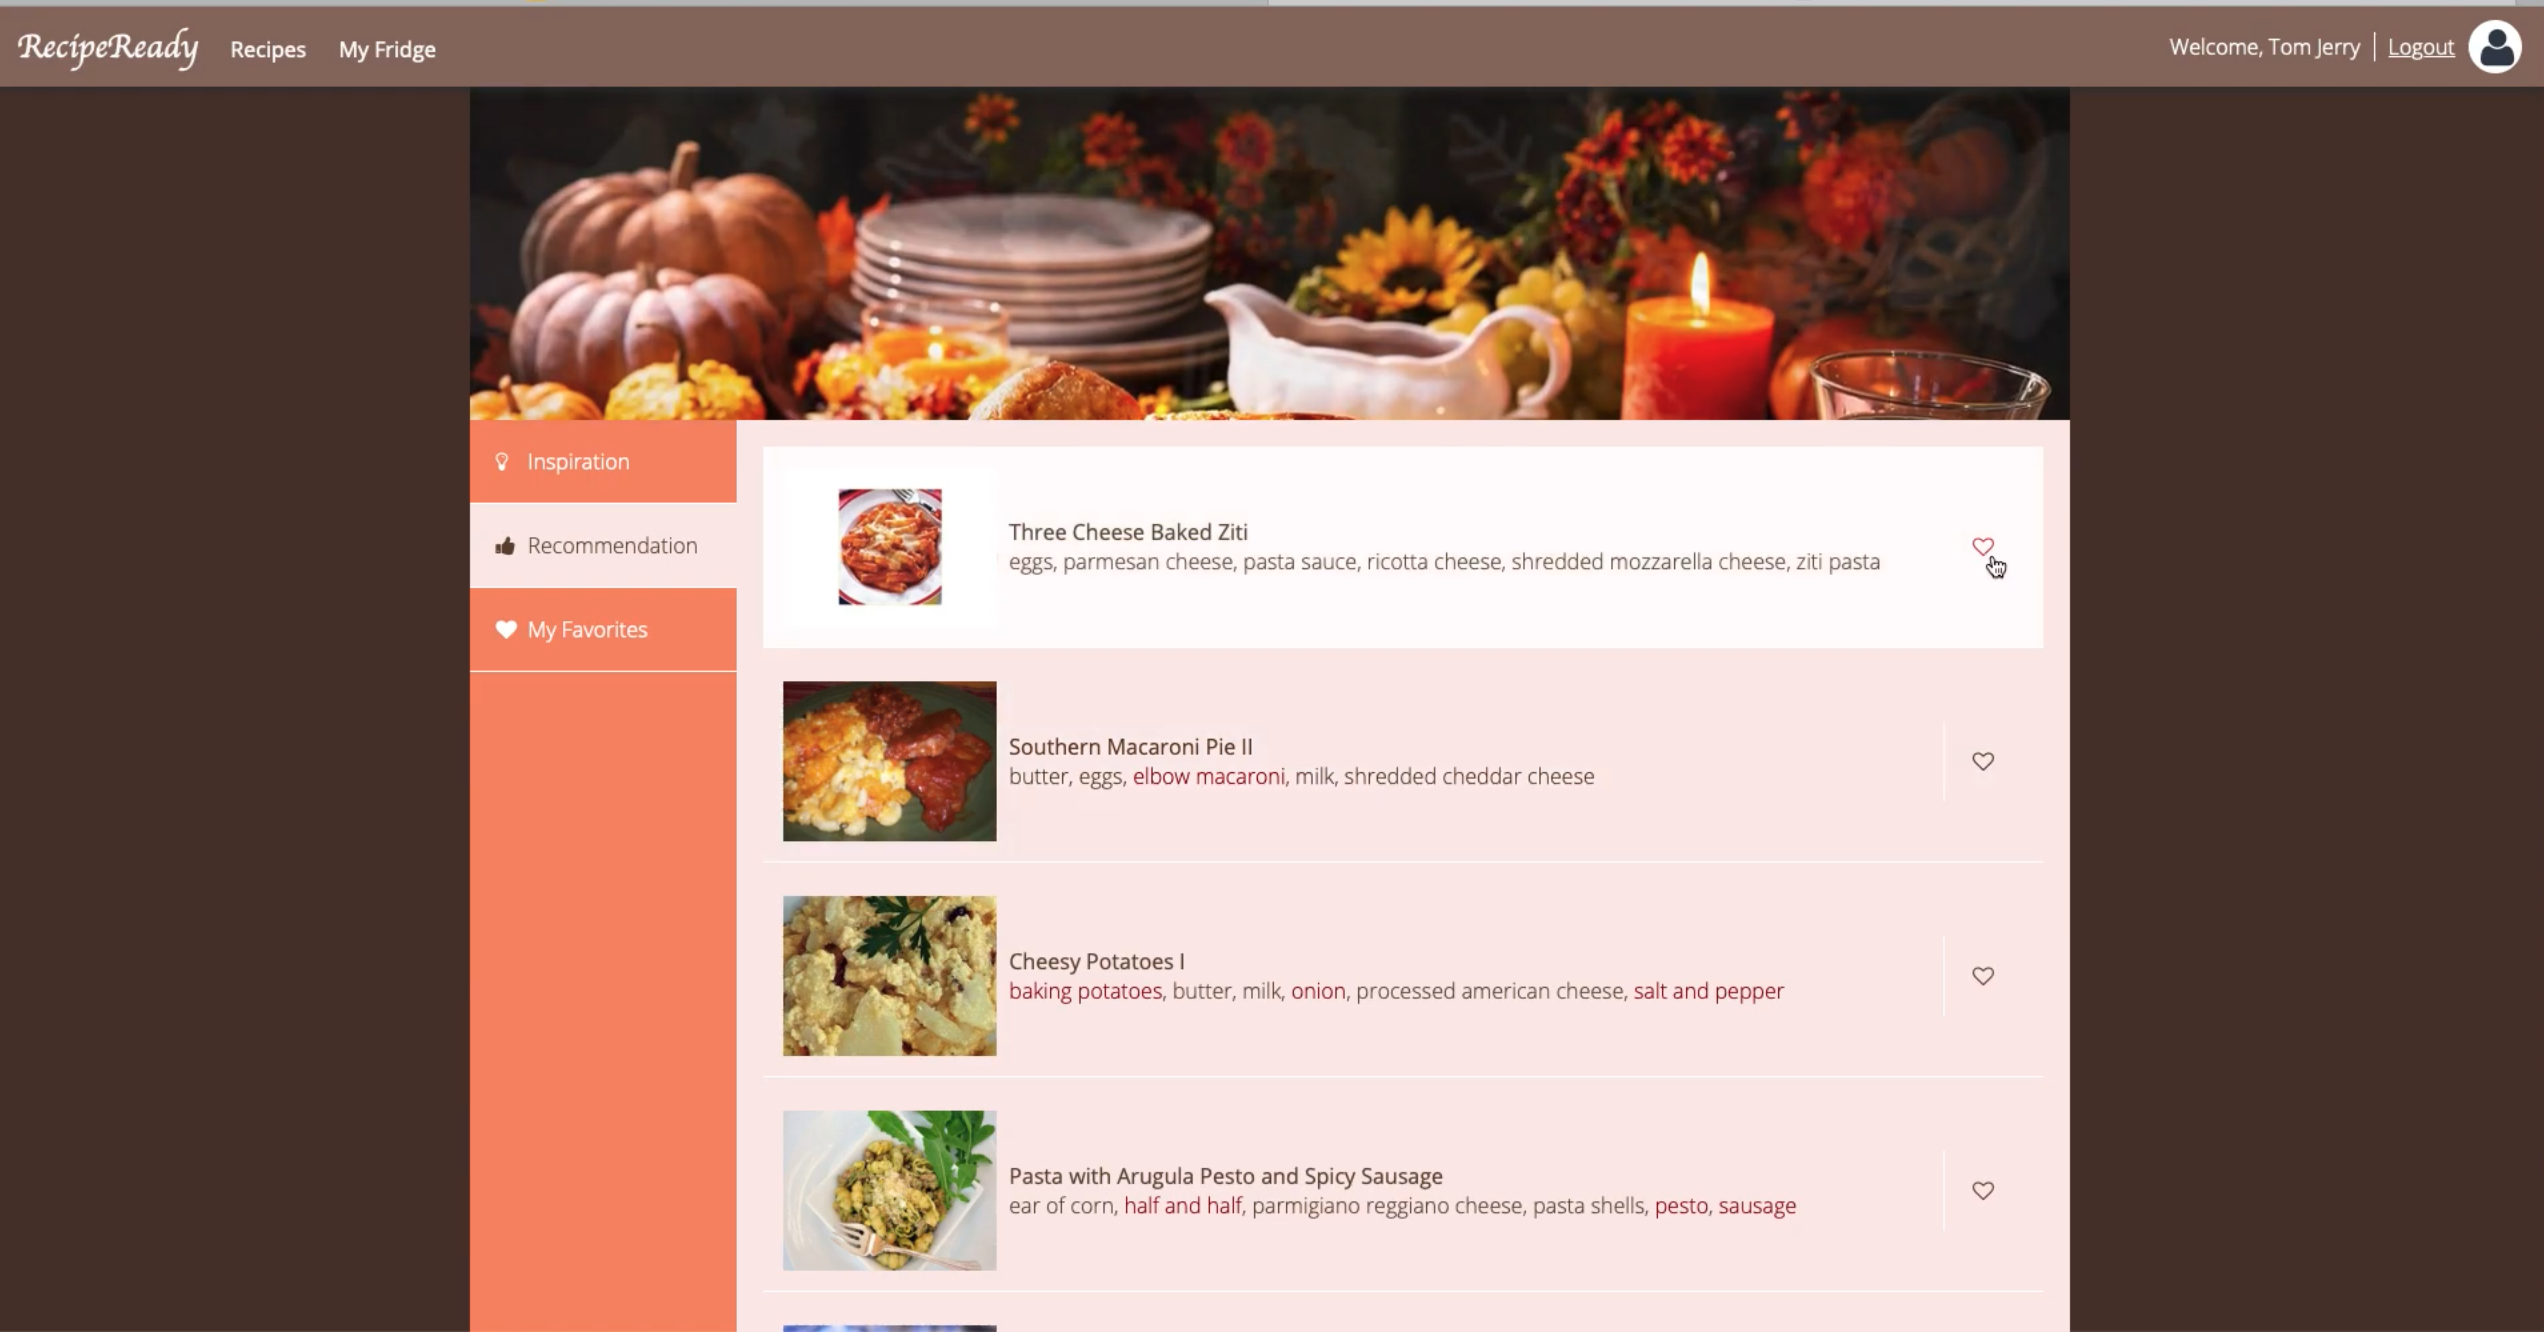 RecipeReady Recipes My Fridge Welcome, Tom Jerry | Logout
Inspiration
Recommendation
My Favorites
Three Cheese Baked Ziti
eggs, parmesan cheese, pasta sauce, ricotta cheese, shredded mozzarella cheese, ziti pasta
Southern Macaroni Pie II
butter, eggs, elbow macaroni, milk, shredded cheddar cheese
Cheesy Potatoes I
baking potatoes, butter, milk, onion, processed american cheese, salt and pepper
Pasta with Arugula Pesto and Spicy Sausage
ear of corn, half and half, parmigiano reggiano cheese, pasta shells, pesto, sausage